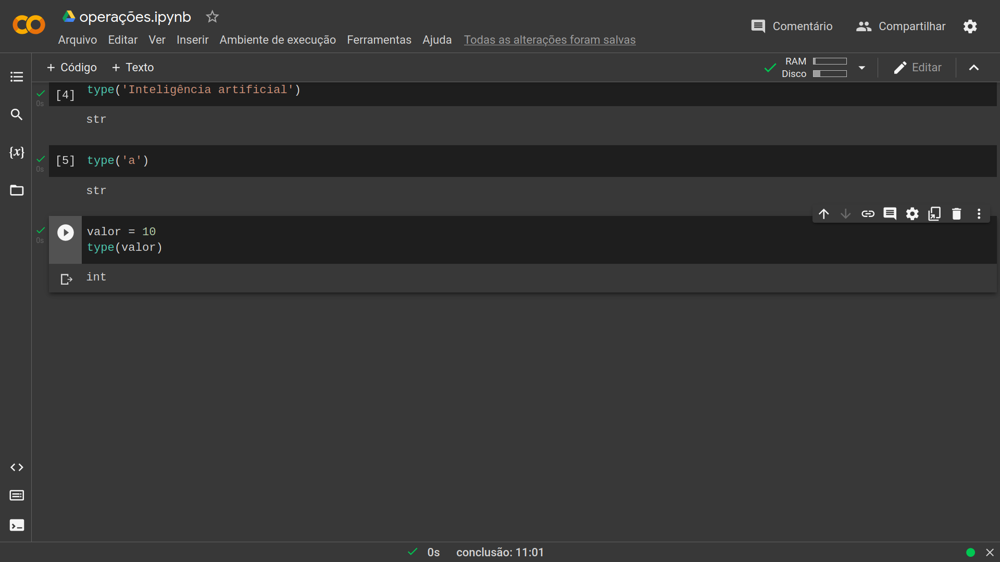 operações.ipynb
Arquivo Editar Ver Inserir Ambiente de execução Ferramentas Ajuda Todas as alterações foram salvas
Comentário Compartilhar
+ Código + Texto
RAM
Disco
Editar
[4] type('Inteligência artificial')
0s
str
[5] type('a')
0s
str
valor = 10
0s
type(valor)
int
{x}
0s conclusão: 11:01